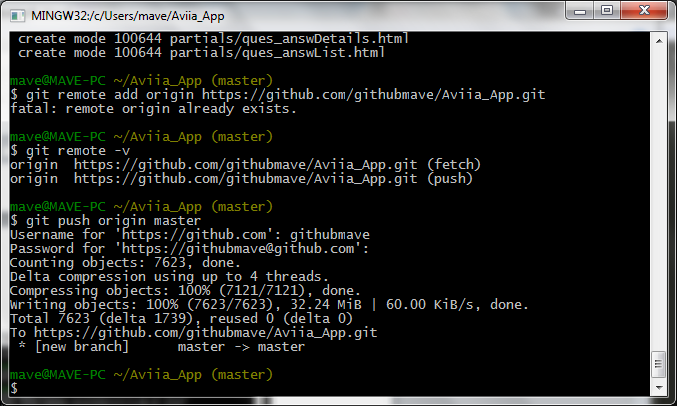 MINGW32:/c/Users/mave/Aviia_App
create mode 100644 partials/ques_answDetails.html
create mode 100644 partials/ques_answList.html
mave@MAVE-PC ~/Aviia_App (master)
$ git remote add origin https://github.com/githubmave/Aviia_App.git
fatal: remote origin already exists.
mave@MAVE-PC ~/Aviia_App (master)
$ git remote -v
origin  https://github.com/githubmave/Aviia_App.git (fetch)
origin  https://github.com/githubmave/Aviia_App.git (push)
mave@MAVE-PC ~/Aviia_App (master)
$ git push origin master
Username for 'https://github.com': githubmave
Password for 'https://githubmave@github.com':
Counting objects: 7623, done.
Delta compression using up to 4 threads.
Compressing objects: 100% (7121/7121), done.
Writing objects: 100% (7623/7623), 32.24 MiB | 60.00 KiB/s, done.
Total 7623 (delta 1739), reused 0 (delta 0)
To https://github.com/githubmave/Aviia_App.git
 * [new branch]      master -> master
mave@MAVE-PC ~/Aviia_App (master)
$